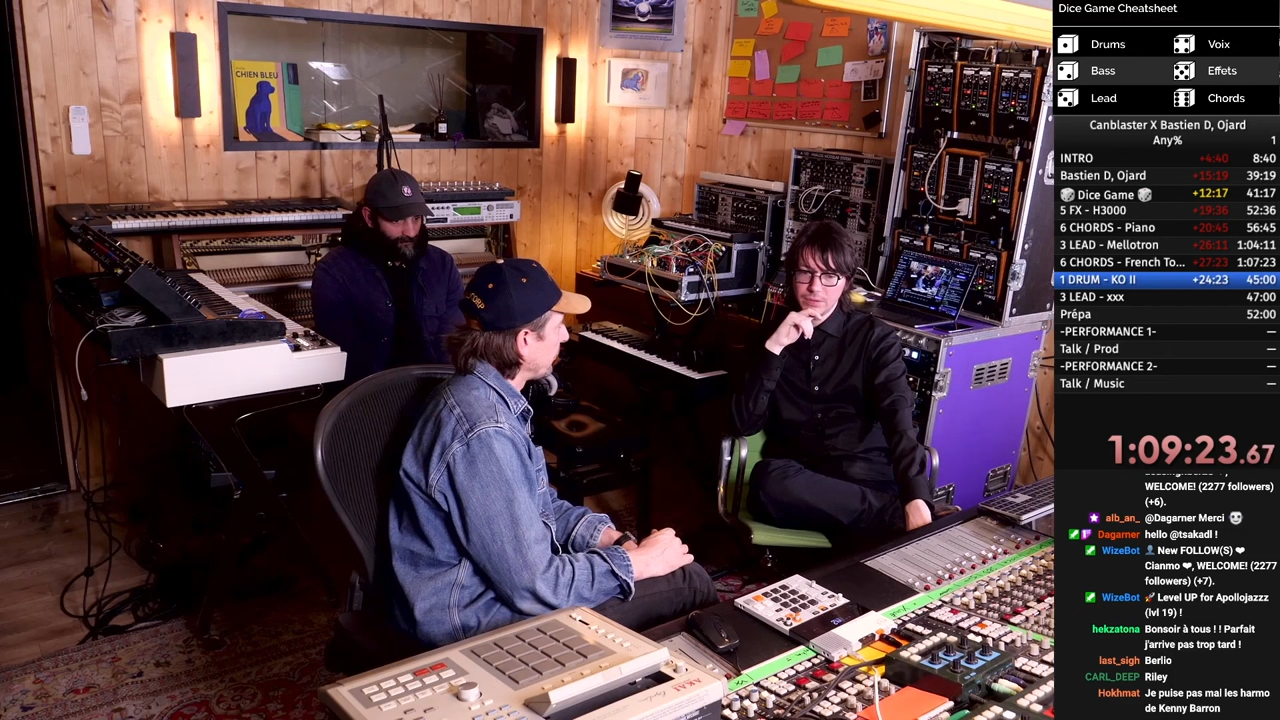 Dice Game Cheatsheet
Drums
Voix
Bass
Effets
Lead
Chords
Canblaster X Bastien D, Ojard
Any% 1
INTRO +4:40 8:40
Bastien D, Ojard +15:19 39:19
🎲 Dice Game 🎲 +12:17 41:17
5 FX - H3000 +19:36 52:36
6 CHORDS - Piano +20:45 56:45
3 LEAD - Mellotron +26:11 1:04:11
6 CHORDS - French To... +27:23 1:07:23
1 DRUM - KO II +24:23 45:00
3 LEAD - xxx 47:00
Prépa 52:00
-PERFORMANCE 1- —
Talk / Prod —
-PERFORMANCE 2- —
Talk / Music —
1:09:23.67
WELCOME! (2277 followers)
(+6).
alb_an_ @Dagarner Merci
Dagarner hello @tsakadl !
WizeBot 👤 New FOLLOW(S) ❤
Cianmo ❤, WELCOME! (2277
followers) (+7).
WizeBot 🚀 Level UP for Apollojazzz
(lvl 19) !
hekzatona Bonsoir à tous ! ! Parfait
j'arrive pas trop tard !
last_sigh Berlio
CARL_DEEP Riley
Hokhmat Je puise pas mal les harmo
de Kenny Barron
CHIEN BLEU
AKAI